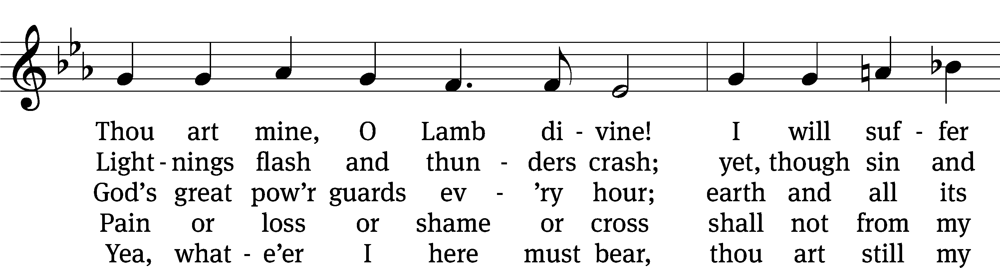 Thou art mine, O Lamb di - vine! I will suf - fer
Light - nings flash and thun - ders crash; yet, though sin and
God’s great pow’r guards ev - ’ry hour; earth and all its
Pain or loss or shame or cross shall not from my
Yea, what - e’er I here must bear, thou art still my